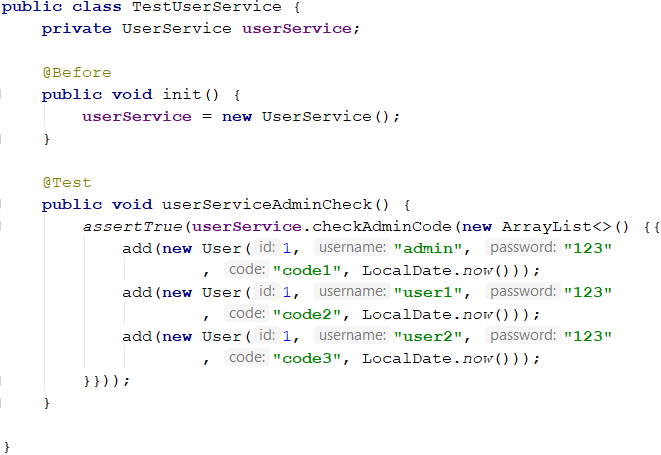 public class TestUserService {
    private UserService userService;

    @Before
    public void init() {
        userService = new UserService();
    }

    @Test
    public void userServiceAdminCheck() {
        assertTrue(userService.checkAdminCode(new ArrayList<>() {{
            add(new User( id: 1, username: "admin", password: "123"
                    , code: "code1", LocalDate.now()));
            add(new User( id: 1, username: "user1", password: "123"
                    , code: "code2", LocalDate.now()));
            add(new User( id: 1, username: "user2", password: "123"
                    , code: "code3", LocalDate.now()));
        }}));
    }

}